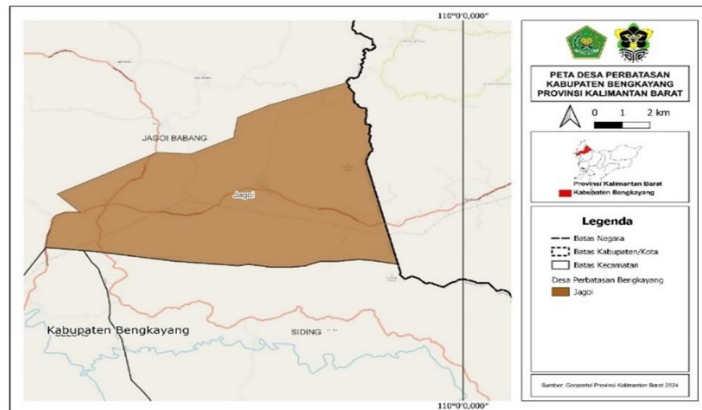 110°0'0,000"
JAGOI BABANG
Jagoi
SIDING
Kabupaten Bengkayang
110°0'0,000"
PETA DESA PERBATASAN
KABUPATEN BENGKAYANG
PROVINSI KALIMANTAN BARAT
0 1 2 km
Provinsi Kalimantan Barat
Kabupaten Bengkayang
Legenda
Batas Negara
Batas Kabupaten/Kota
Batas Kecamatan
Desa Perbatasan Bengkayang
Jagoi
Sumber: Geoportal Provinsi Kalimantan Barat 2024